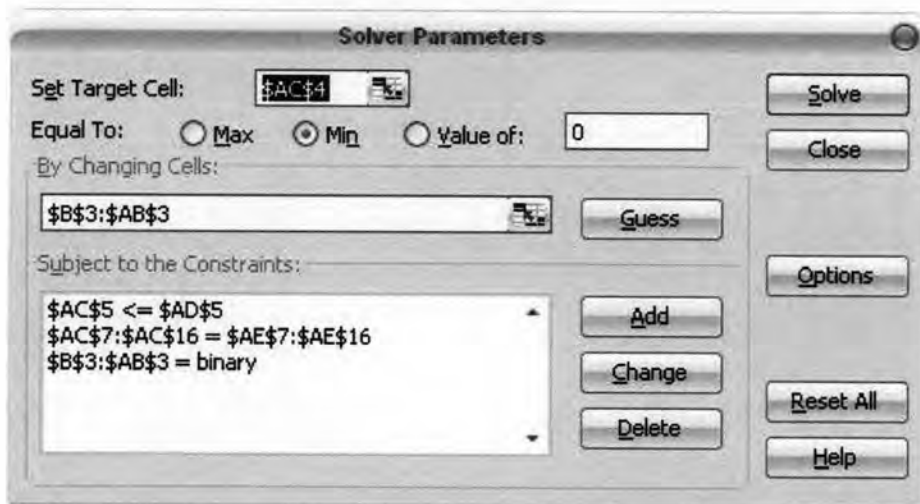 Solver Parameters
Set Target Cell: $AC$4 Solve
Equal To: Max Min Value of: 0 Close
By Changing Cells:
$B$3:$AB$3 Guess
Subject to the Constraints: Options
$AC$5 <= $AD$5 Add
$AC$7:$AC$16 = $AE$7:$AE$16
$B$3:$AB$3 = binary Change
Reset All
Delete
Help